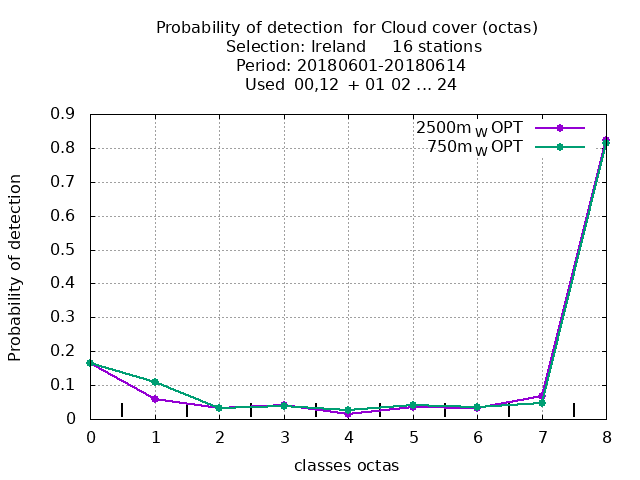 Probability of detection  for Cloud cover (octas)
Selection: Ireland     16 stations
Period: 20180601-20180614
Used  00,12  + 01 02 ... 24
2500m_W OPT
750m_W OPT
0.9
0.8
0.7
0.6
0.5
0.4
0.3
0.2
0.1
0
Probability of detection
0 1 2 3 4 5 6 7 8
classes octas